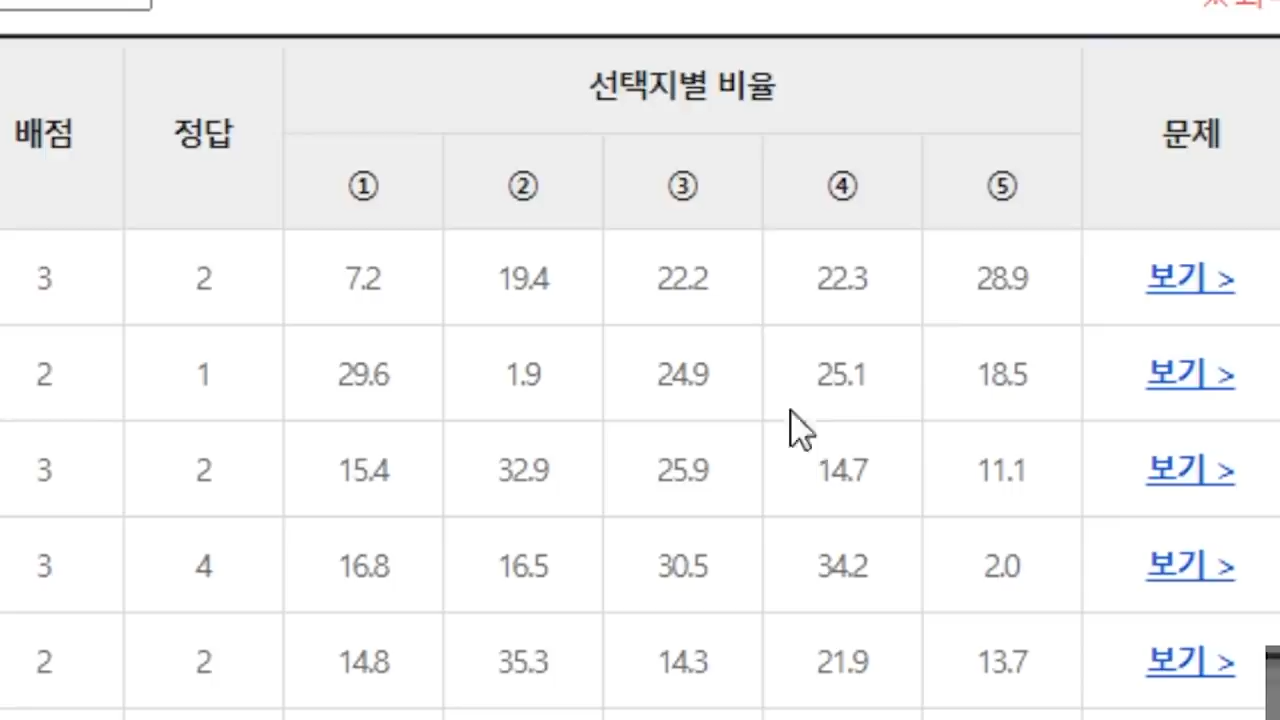 선택지별 비율
배점 정답 문제
① ② ③ ④ ⑤
3 2 7.2 19.4 22.2 22.3 28.9 보기 >
2 1 29.6 1.9 24.9 25.1 18.5 보기 >
3 2 15.4 32.9 25.9 14.7 11.1 보기 >
3 4 16.8 16.5 30.5 34.2 2.0 보기 >
2 2 14.8 35.3 14.3 21.9 13.7 보기 >